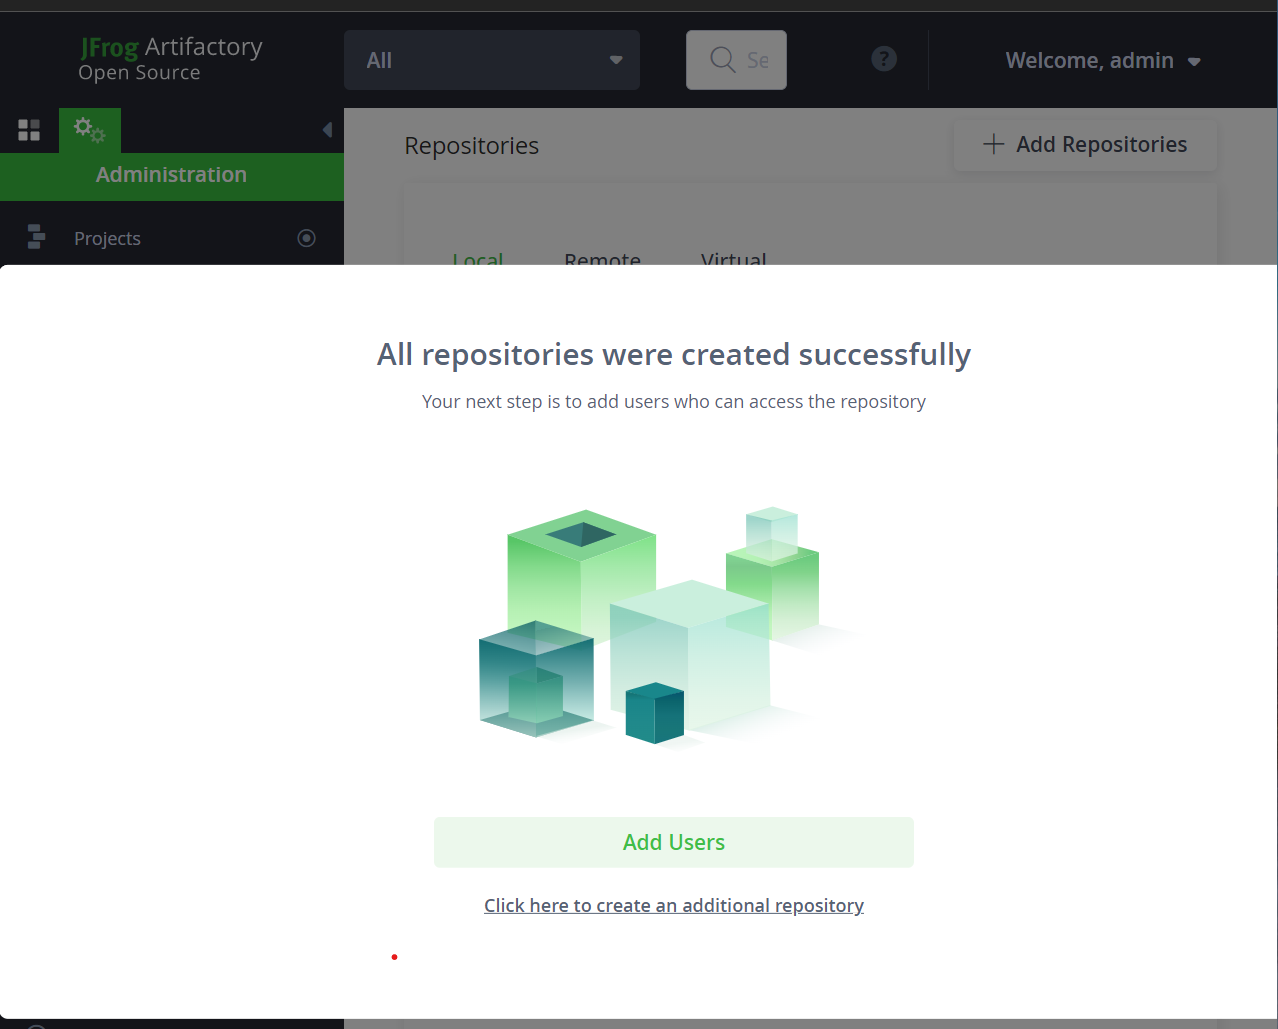 JFrog Artifactory
Open Source
All
Se
?
Welcome, admin
Administration
Repositories
Add Repositories
Projects
Local Remote Virtual
All repositories were created successfully
Your next step is to add users who can access the repository
Add Users
Click here to create an additional repository